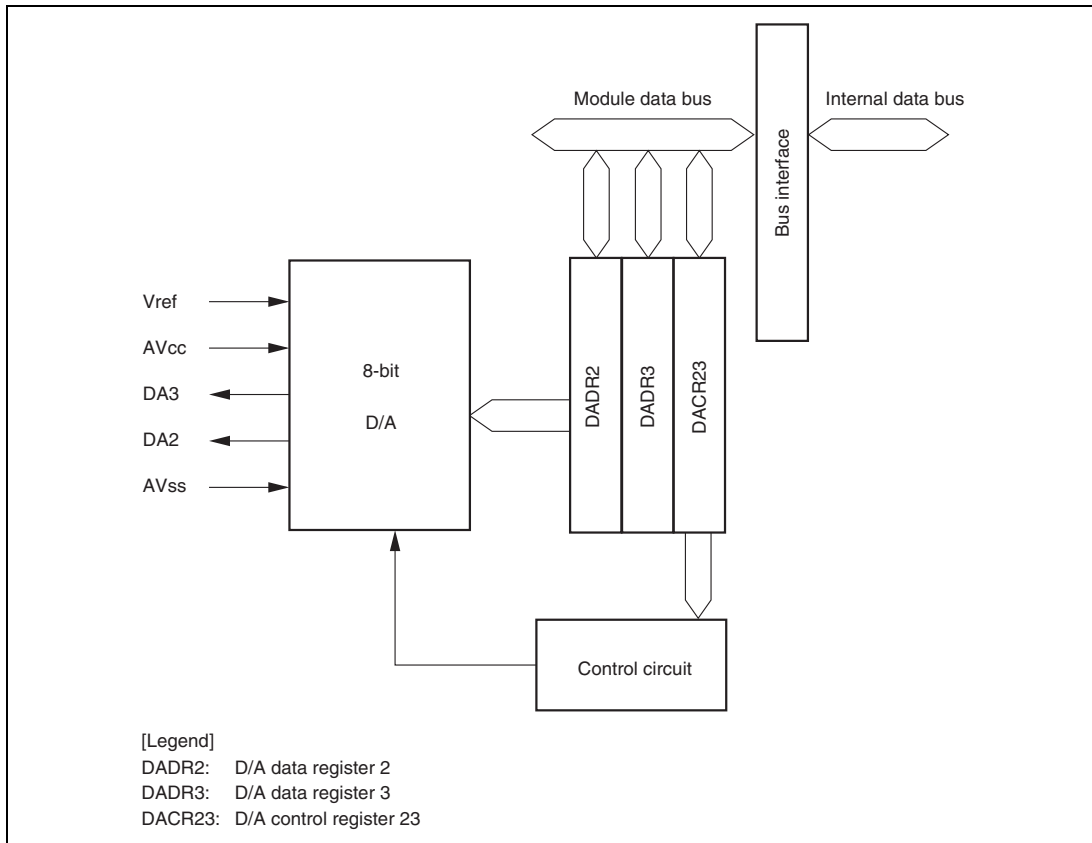 Module data bus
Internal data bus
Bus interface
Vref
AVcc
DA3
DA2
AVss
8-bit
D/A
DADR2
DADR3
DACR23
Control circuit
[Legend]
DADR2: D/A data register 2
DADR3: D/A data register 3
DACR23: D/A control register 23